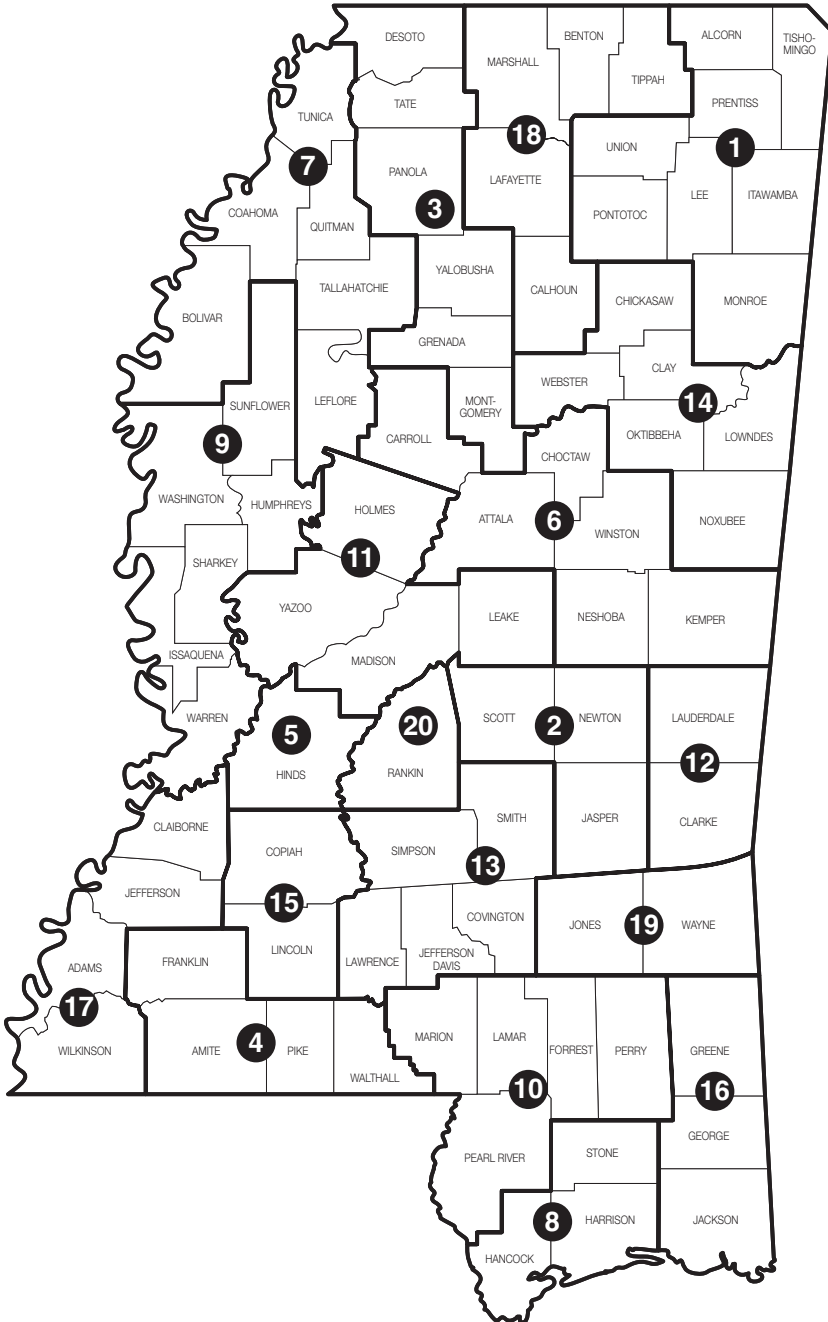 DESOTO
BENTON
ALCORN
TISHO-
MINGO
MARSHALL
TIPPAH
TATE
PRENTISS
TUNICA
18
UNION
1
7
PANOLA
LAFAYETTE
3
LEE
ITAWAMBA
COAHOMA
QUITMAN
PONTOTOC
YALOBUSHA
TALLAHATCHIE
CALHOUN
CHICKASAW
MONROE
BOLIVAR
GRENADA
CLAY
WEBSTER
SUNFLOWER
LEFLORE
MONT-
GOMERY
14
9
CARROLL
OKTIBBEHA
LOWNDES
CHOCTAW
WASHINGTON
HUMPHREYS
HOLMES
ATTALA
6
NOXUBEE
WINSTON
SHARKEY
11
YAZOO
LEAKE
NESHOBA
KEMPER
ISSAQUENA
MADISON
WARREN
5
20
SCOTT
2
NEWTON
LAUDERDALE
HINDS
RANKIN
12
CLAIBORNE
SMITH
JASPER
CLARKE
COPIAH
SIMPSON
13
JEFFERSON
15
COVINGTON
JONES
19
WAYNE
LINCOLN
LAWRENCE
JEFFERSON
DAVIS
ADAMS
FRANKLIN
17
WILKINSON
AMITE
4
PIKE
WALTHALL
MARION
LAMAR
FORREST
PERRY
GREENE
10
16
GEORGE
PEARL RIVER
STONE
8
HARRISON
JACKSON
HANCOCK